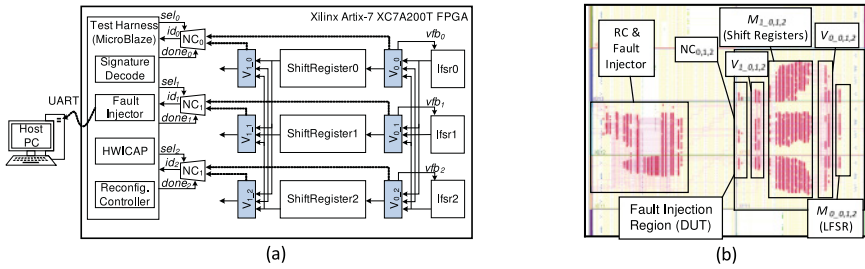 Xilinx Artix-7 XC7A200T FPGA
Test Harness
(MicroBlaze)
sel0
id0
done0
NC0
Signature
Decode
Fault
Injector
HWICAP
Reconfig.
Controller
UART
Host
PC
V1_0
ShiftRegister0
V0_0
vfb0
lfsr0
sel1
id1
done1
NC1
V1_1
ShiftRegister1
V0_1
vfb1
lfsr1
sel2
id2
done2
NC1
V1_2
ShiftRegister2
V0_2
vfb2
lfsr2
(a)
RC &
Fault
Injector
NC0,1,2
M1_0,1,2
(Shift Registers)
V1_0,1,2
V0_0,1,2
Fault Injection
Region (DUT)
M0_0,1,2
(LFSR)
(b)